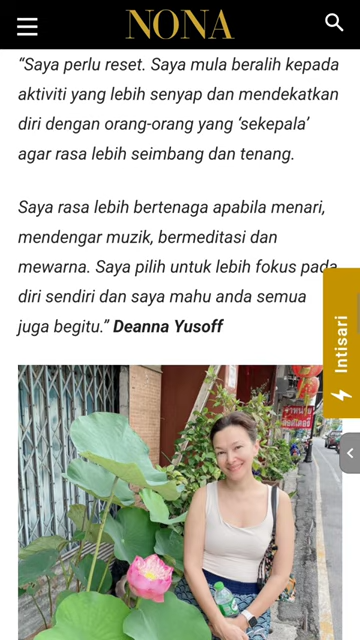 NONA
“Saya perlu reset. Saya mula beralih kepada
aktiviti yang lebih senyap dan mendekatkan
diri dengan orang-orang yang ‘sekepala’
agar rasa lebih seimbang dan tenang.
Saya rasa lebih bertenaga apabila menari,
mendengar muzik, bermeditasi dan
mewarna. Saya pilih untuk lebih fokus pada
diri sendiri dan saya mahu anda semua
juga begitu.” Deanna Yusoff
Intisari